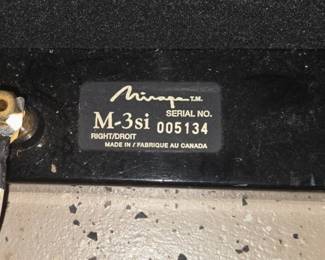 Mirage T.M.
M-3si
SERIAL NO.
005134
RIGHT/DROIT
MADE IN / FABRIQUE AU CANADA